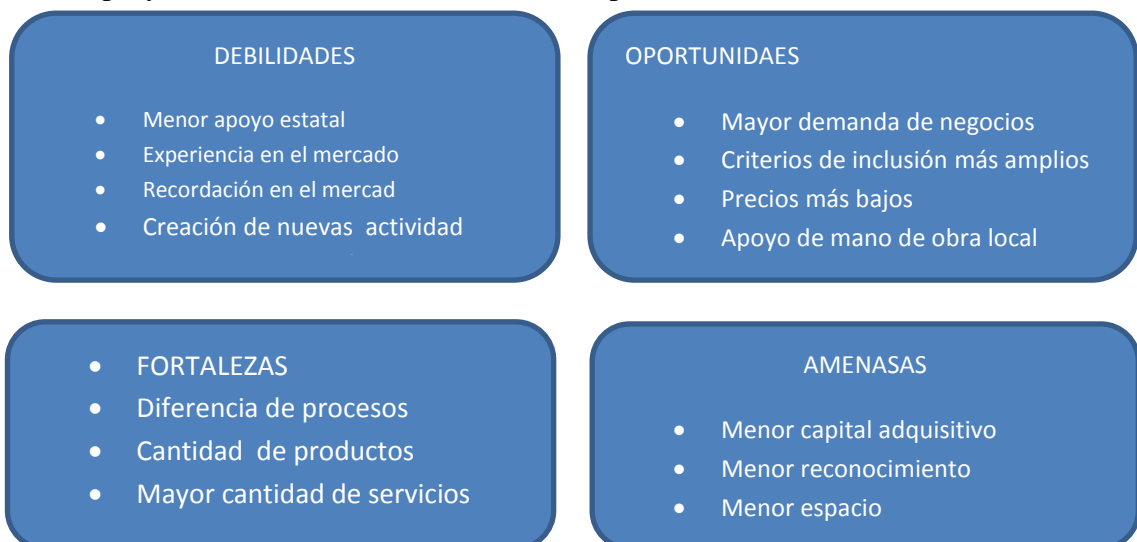 DEBILIDADES
• Menor apoyo estatal
• Experiencia en el mercado
• Recordación en el mercad
• Creación de nuevas actividad
OPORTUNIDAES
• Mayor demanda de negocios
• Criterios de inclusión más amplios
• Precios más bajos
• Apoyo de mano de obra local
• FORTALEZAS
• Diferencia de procesos
• Cantidad de productos
• Mayor cantidad de servicios
AMENASAS
• Menor capital adquisitivo
• Menor reconocimiento
• Menor espacio